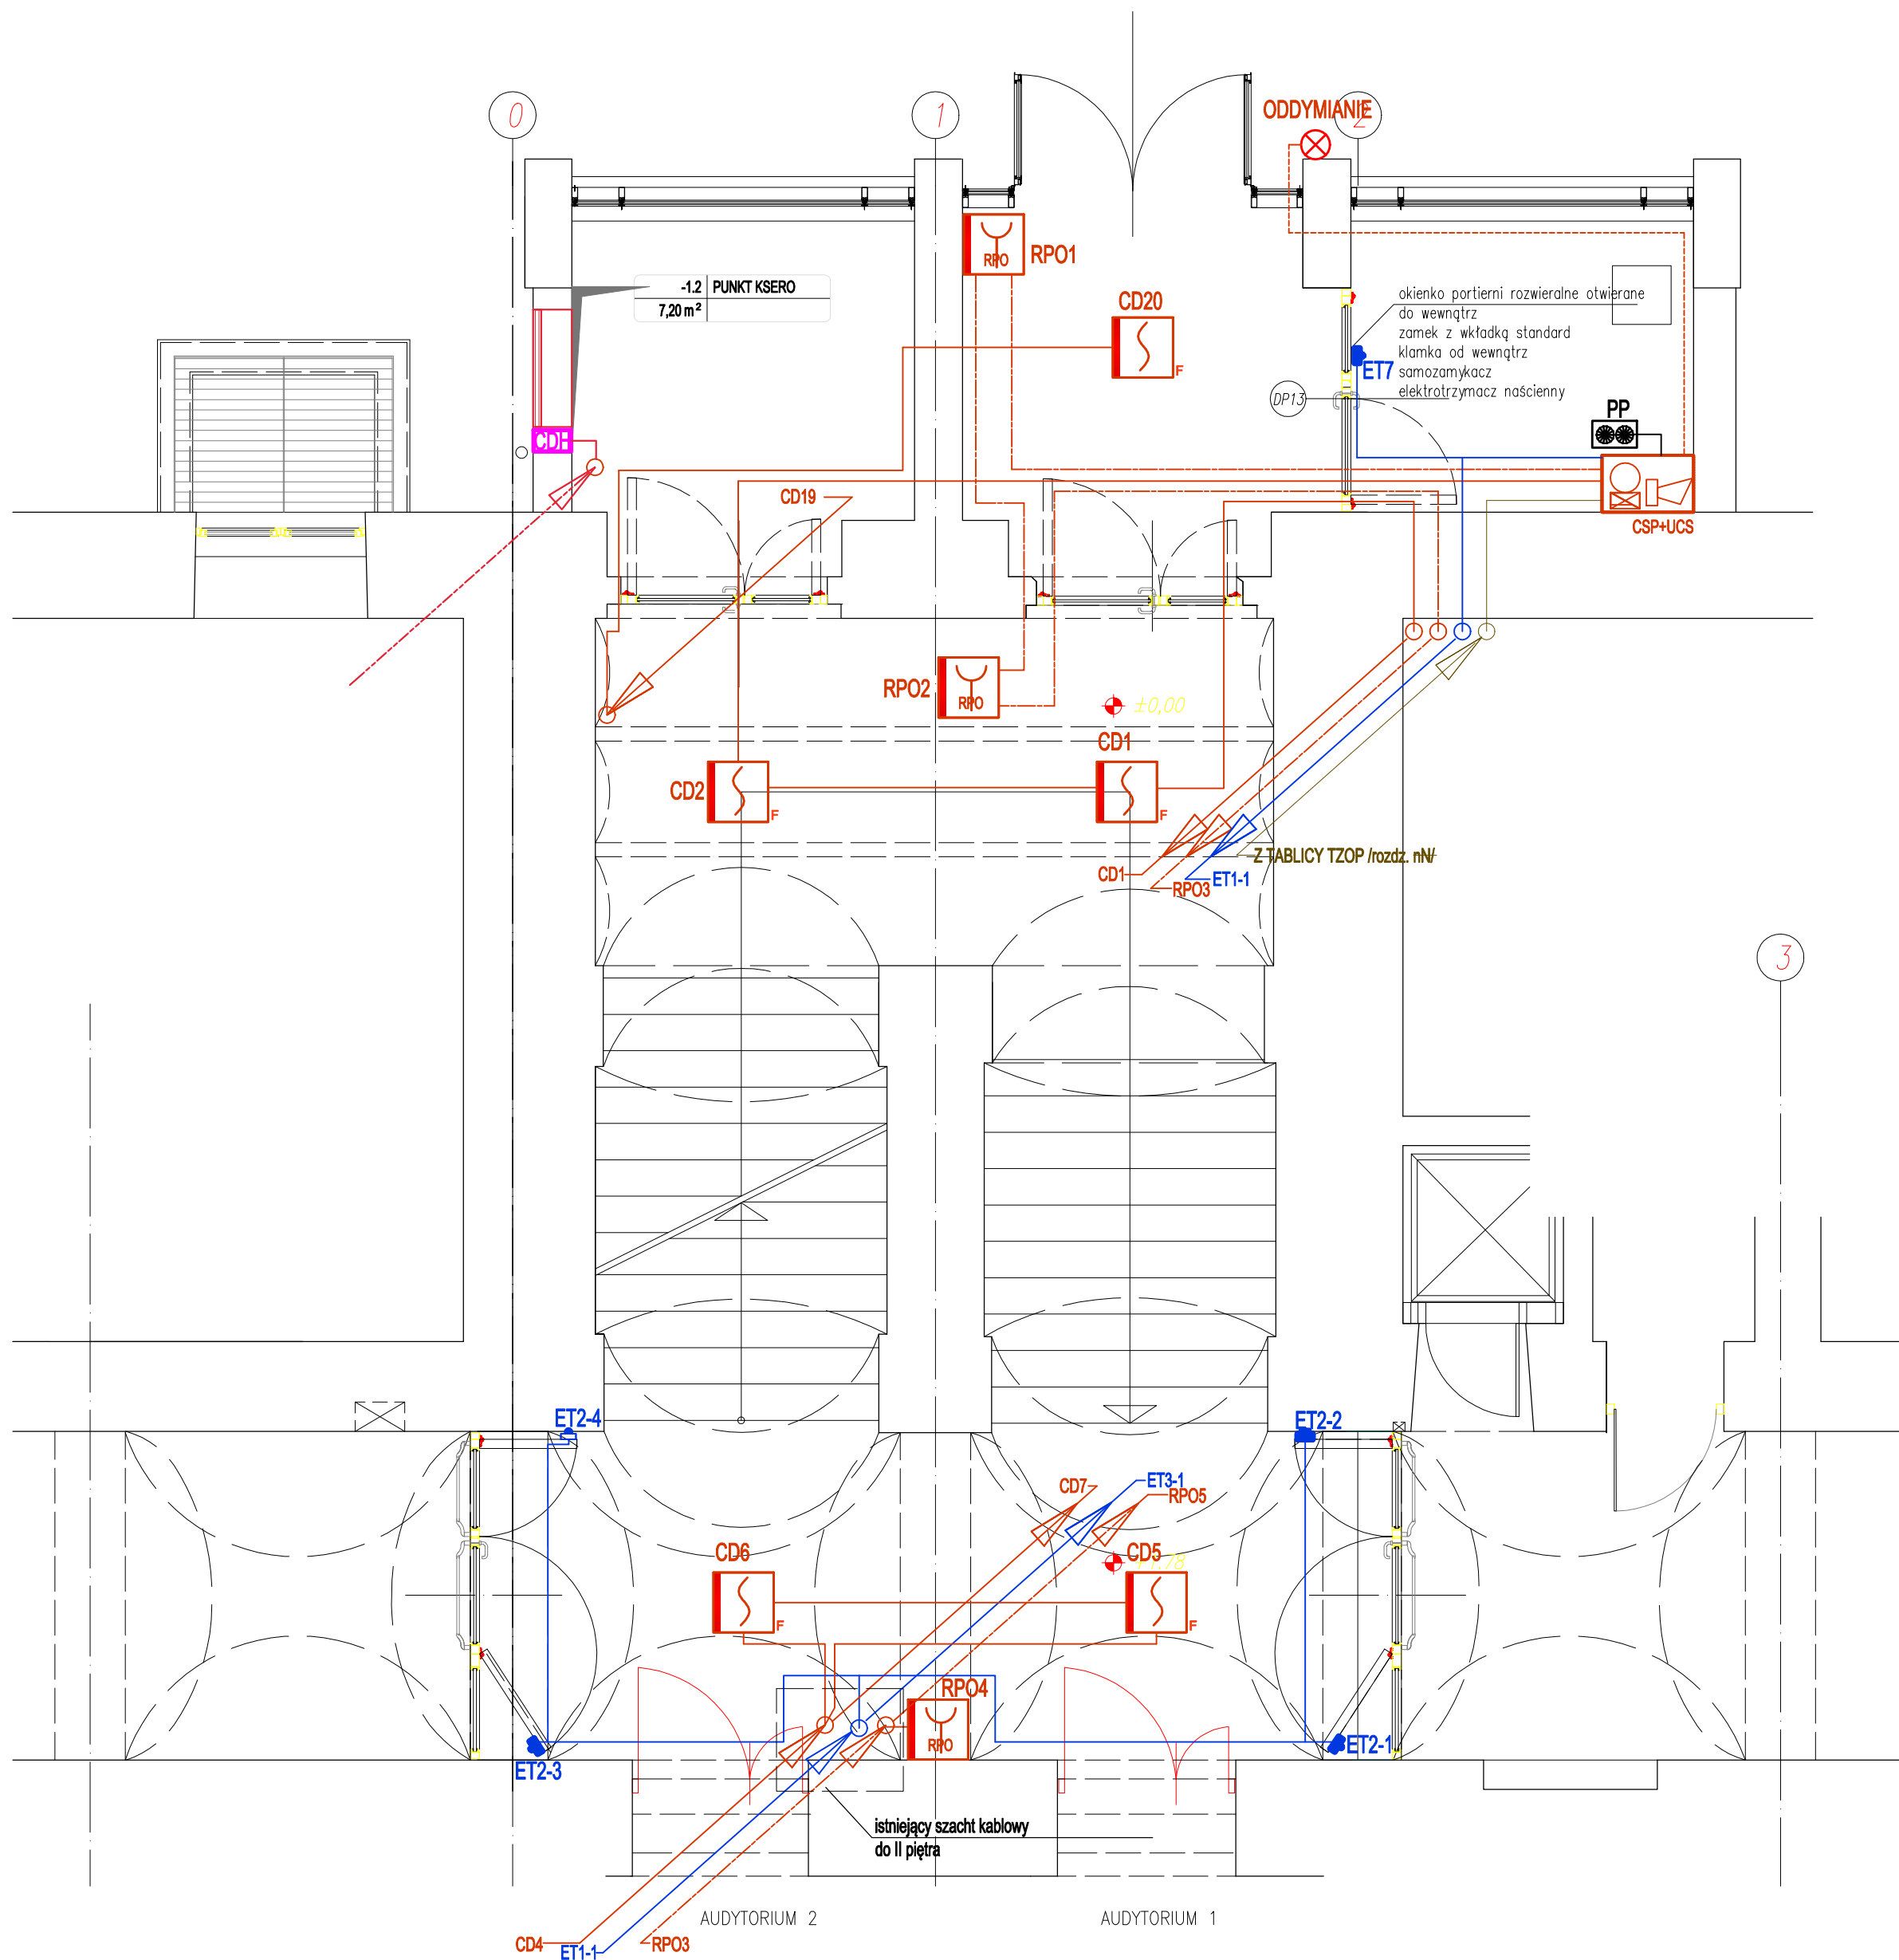 0
1
2
ODDYMIANIE
RPO
RPO1
-1.2 PUNKT KSERO
7,20 m²
CD20
F
okienko portierni rozwieralne otwierane
do wewnątrz
zamek z wkładką standard
klamka od wewnątrz
samozamykacz
elektrotrzymacz naścienny
ET7
DP13
PP
CDH
CD19
CSP+UCS
RPO2
RPO
±0,00
CD1
CD2
F
F
Z TABLICY TZOP /rozdz. nN/
CD1
ET1-1
RPO3
3
ET2-4
ET2-2
CD7
ET3-1
RPO5
CD6
CD5
F
F
RPO4
RPO
ET2-3
ET2-1
istniejący szacht kablowy
do II piętra
AUDYTORIUM 2
AUDYTORIUM 1
CD4
ET1-1
RPO3